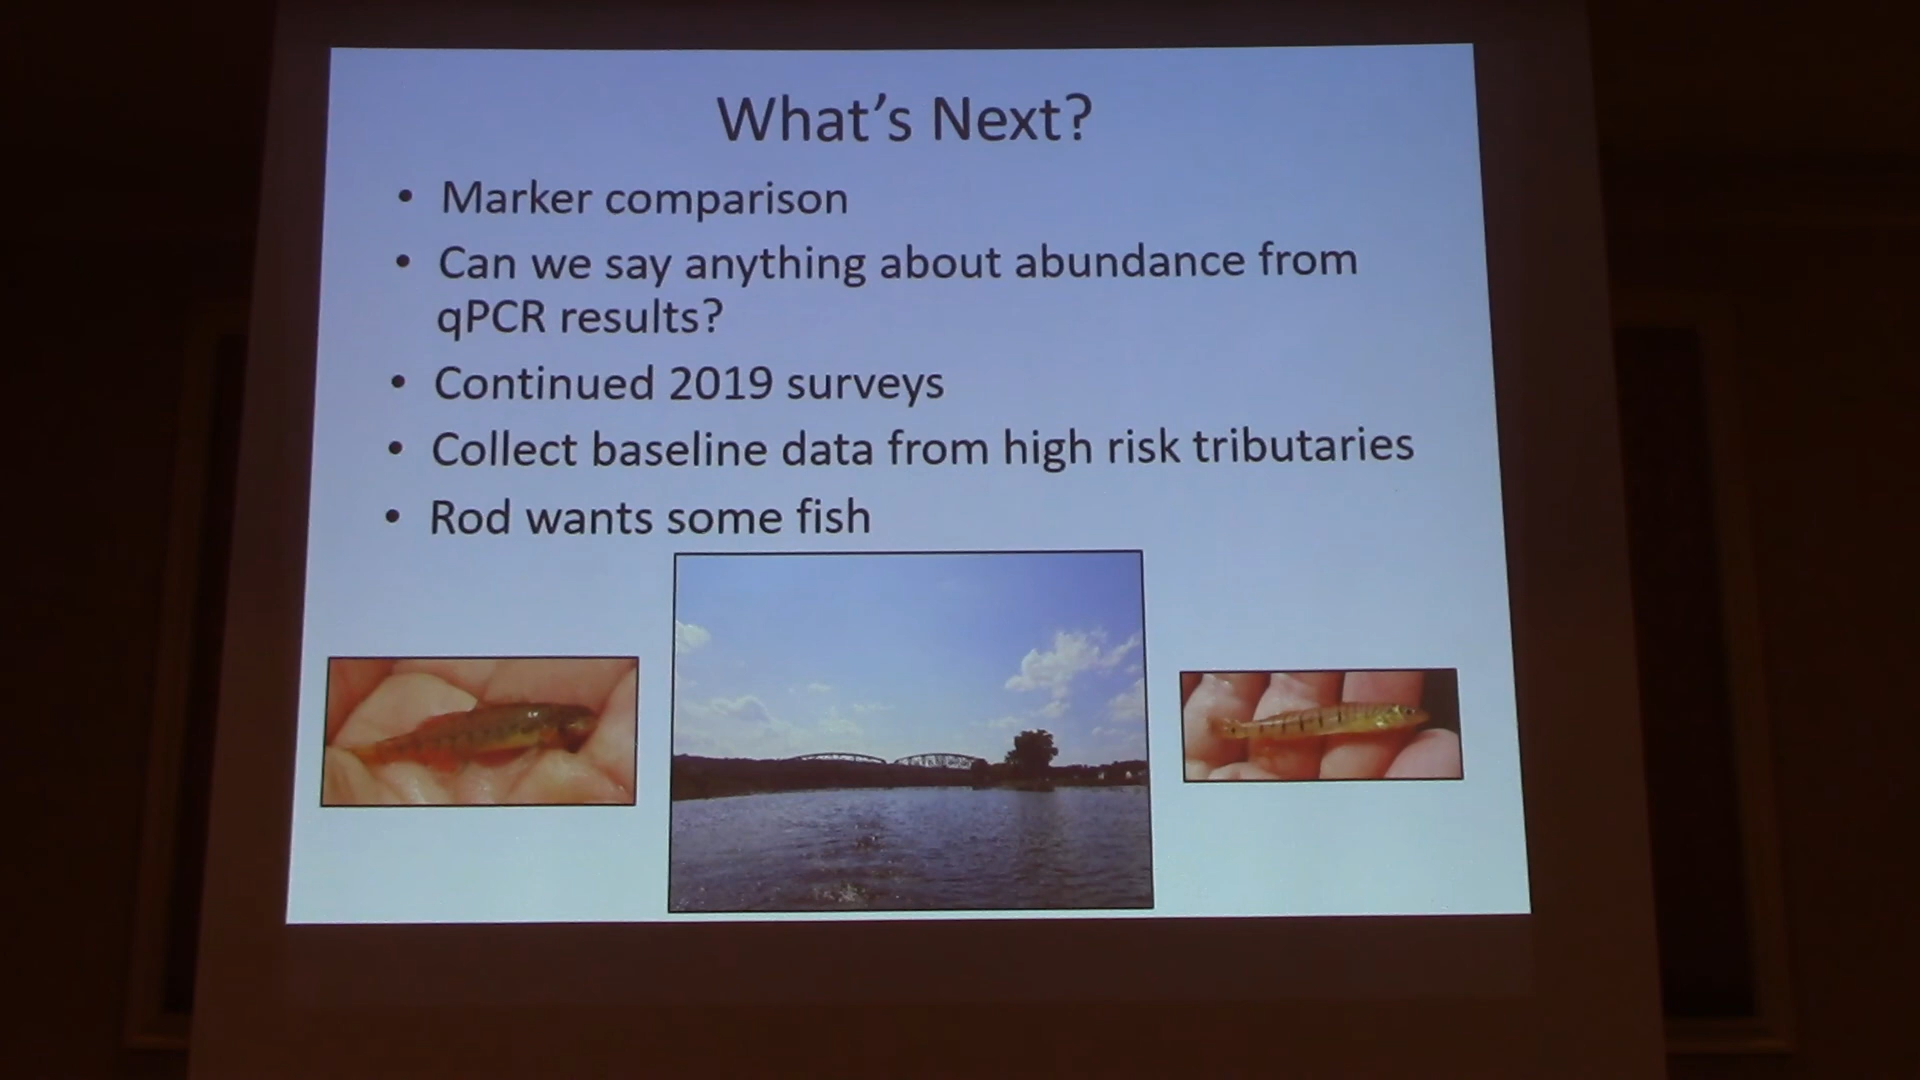 What's Next?
• Marker comparison
• Can we say anything about abundance from
qPCR results?
• Continued 2019 surveys
• Collect baseline data from high risk tributaries
• Rod wants some fish